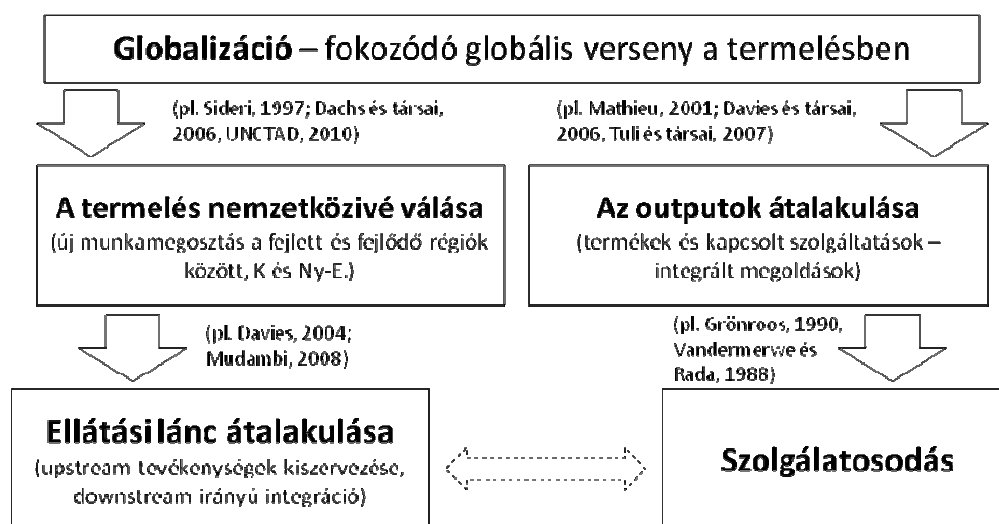 Globalizáció – fokozódó globális verseny a termelésben
(pl. Sideri, 1997; Dachs és társai,
2006, UNCTAD, 2010)
(pl. Mathieu, 2001; Davies és társai,
2006, Tuli és társai, 2007)
A termelés nemzetközivé válása
(új munkamegosztás a fejlett és fejlődő régiók
között, K és Ny-E.)
Az outputok átalakulása
(termékek és kapcsolt szolgáltatások –
integrált megoldások)
(pl. Davies, 2004;
Mudambi, 2008)
(pl. Grönroos, 1990,
Vandermerwe és
Rada, 1988)
Ellátási lánc átalakulása
(upstream tevékenységek kiszervezése,
downstream irányú integráció)
Szolgálatosodás